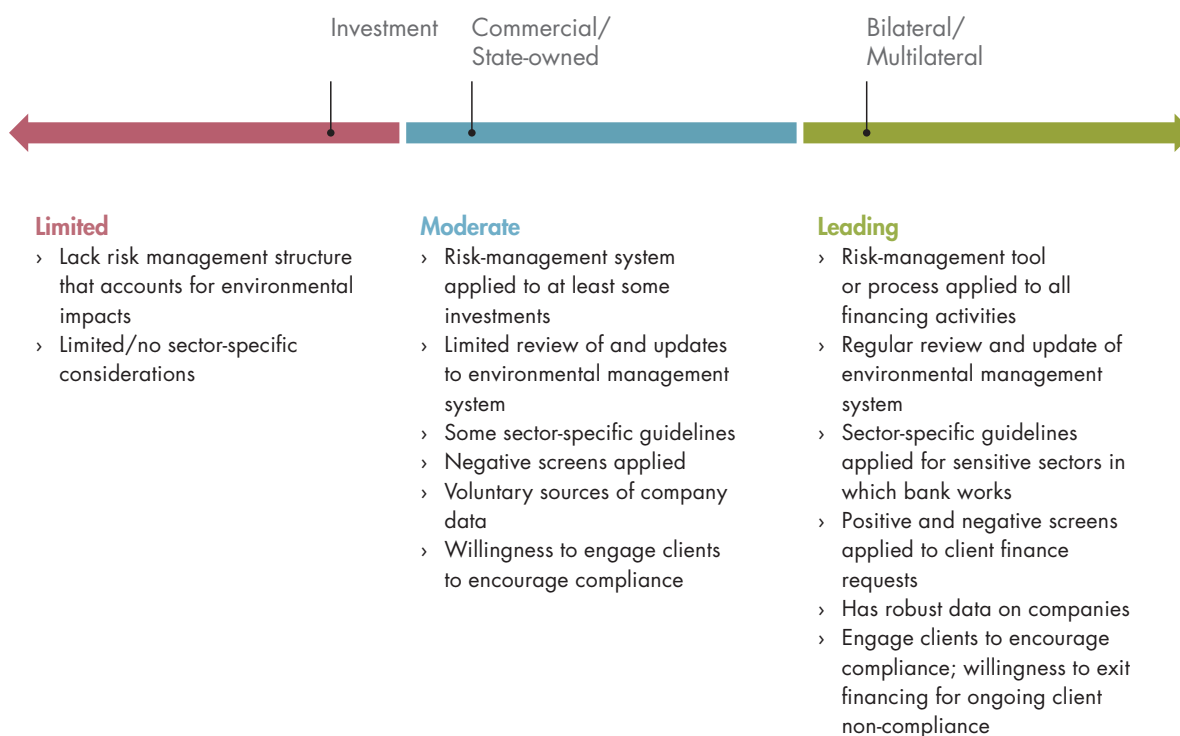 Investment
Commercial/
State-owned
Bilateral/
Multilateral
Limited
› Lack risk management structure
that accounts for environmental
impacts
› Limited/no sector-specific
considerations
Moderate
› Risk-management system
applied to at least some
investments
› Limited review of and updates
to environmental management
system
› Some sector-specific guidelines
› Negative screens applied
› Voluntary sources of company
data
› Willingness to engage clients
to encourage compliance
Leading
› Risk-management tool
or process applied to all
financing activities
› Regular review and update of
environmental management
system
› Sector-specific guidelines
applied for sensitive sectors in
which bank works
› Positive and negative screens
applied to client finance
requests
› Has robust data on companies
› Engage clients to encourage
compliance; willingness to exit
financing for ongoing client
non-compliance